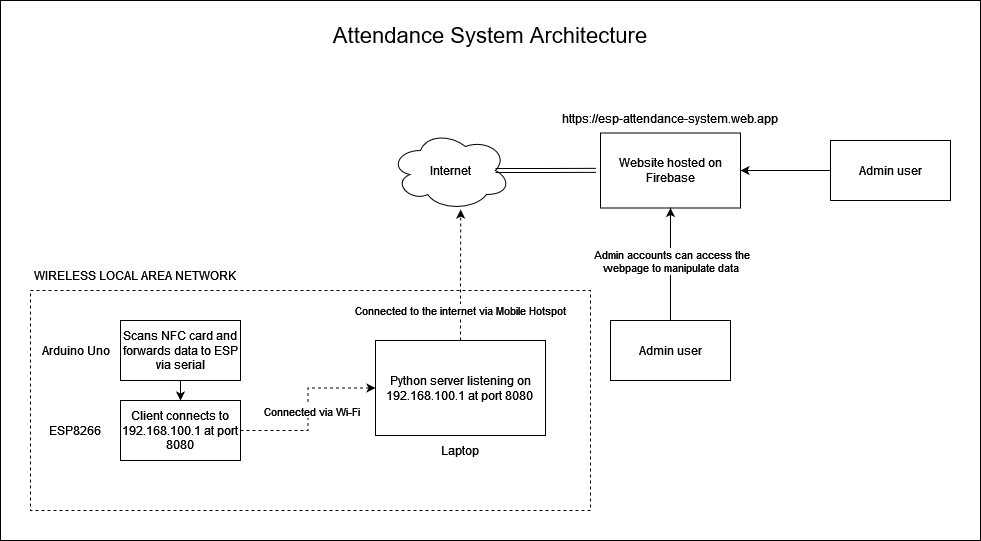 Attendance System Architecture
https://esp-attendance-system.web.app
Internet
Website hosted on
Firebase
Admin user
Admin accounts can access the
webpage to manipulate data
Admin user
WIRELESS LOCAL AREA NETWORK
Connected to the internet via Mobile Hotspot
Arduino Uno
Scans NFC card and
forwards data to ESP
via serial
Python server listening on
192.168.100.1 at port 8080
Connected via Wi-Fi
ESP8266
Client connects to
192.168.100.1 at port
8080
Laptop